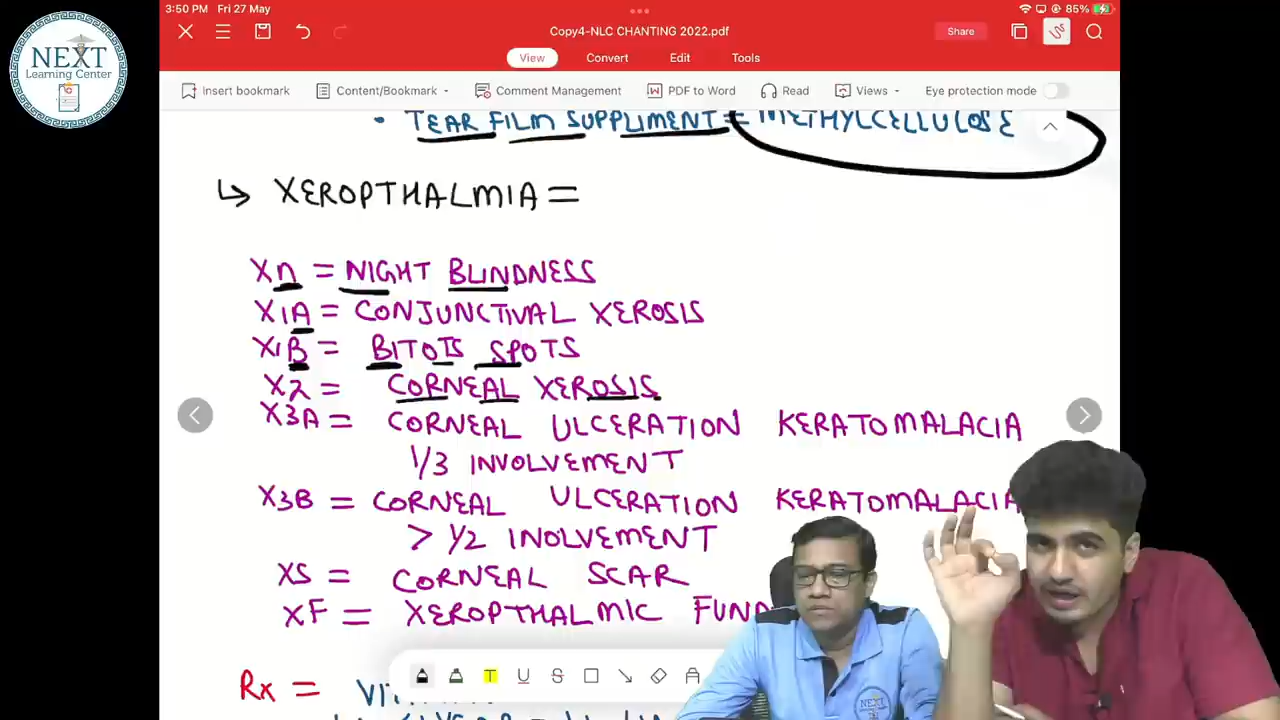 3:50 PM Fri 27 May
85%
NEXT
Learning Center
Copy4-NLC CHANTING 2022.pdf
Share
View Convert Edit Tools
Insert bookmark Content/Bookmark Comment Management PDF to Word Read Views Eye protection mode
• TEAR FILM SUPPLIMENT = METHYLCELLULOSE
↳ XEROPTHALMIA =
Xn = NIGHT BLINDNESS
X1A = CONJUNCTIVAL XEROSIS
X1B = BITOTS SPOTS
X2 = CORNEAL XEROSIS
X3A = CORNEAL ULCERATION KERATOMALACIA
1/3 INVOLVEMENT
X3B = CORNEAL ULCERATION KERATOMALACIA
> 1/2 INOLVEMENT
XS = CORNEAL SCAR
XF = XEROPTHALMIC
Rx =
NEXT